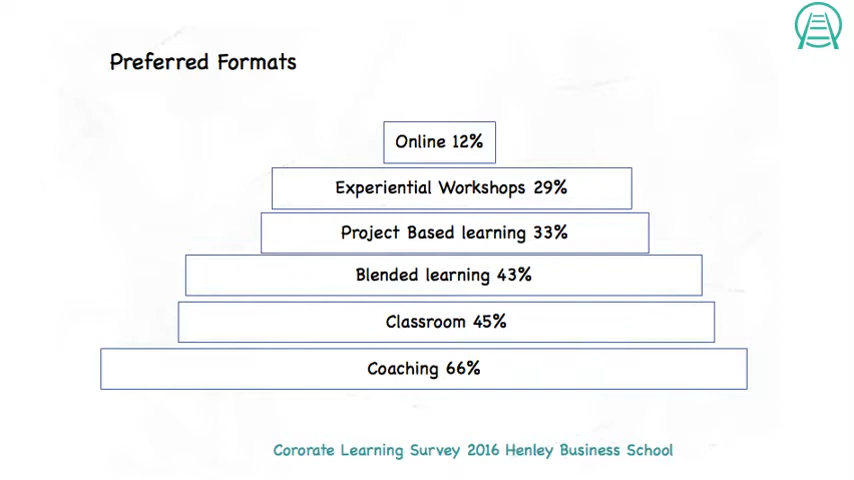 Preferred Formats
Online 12%
Experiential Workshops 29%
Project Based learning 33%
Blended learning 43%
Classroom 45%
Coaching 66%
Cororate Learning Survey 2016 Henley Business School